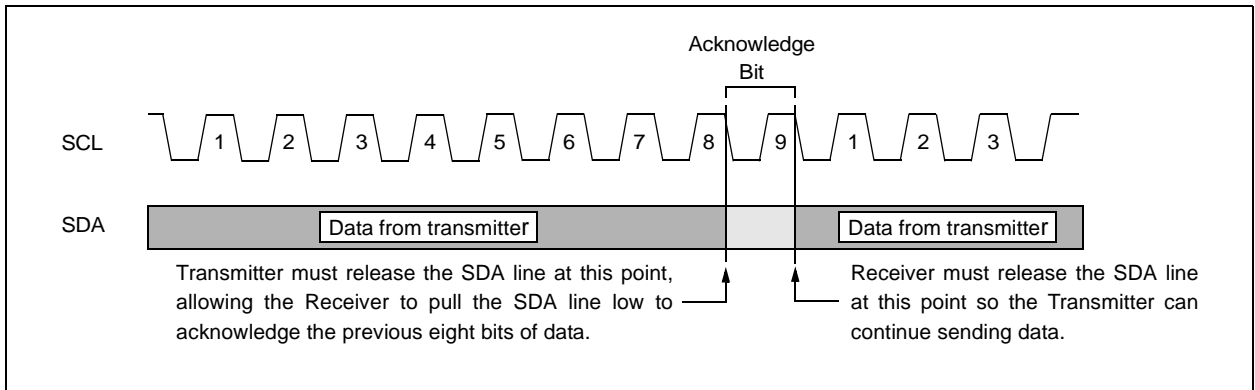 Acknowledge
Bit
SCL 1 2 3 4 5 6 7 8 9 1 2 3
SDA Data from transmitter Data from transmitter
Transmitter must release the SDA line at this point,
allowing the Receiver to pull the SDA line low to
acknowledge the previous eight bits of data.
Receiver must release the SDA line
at this point so the Transmitter can
continue sending data.